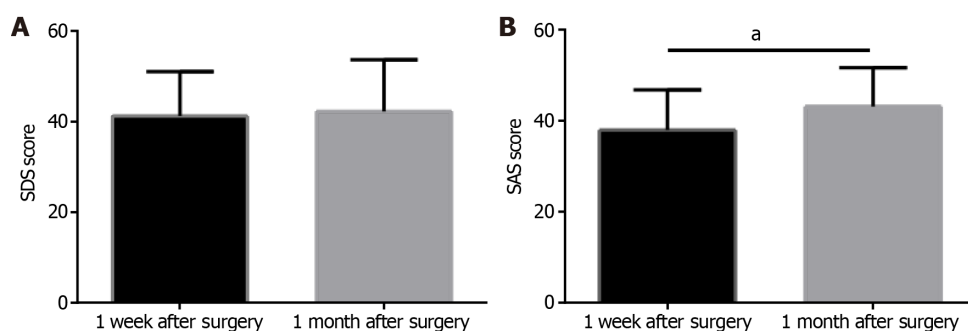 A
60
40
20
0
SDS score
1 week after surgery
1 month after surgery
B
a
60
40
20
0
SAS score
1 week after surgery
1 month after surgery